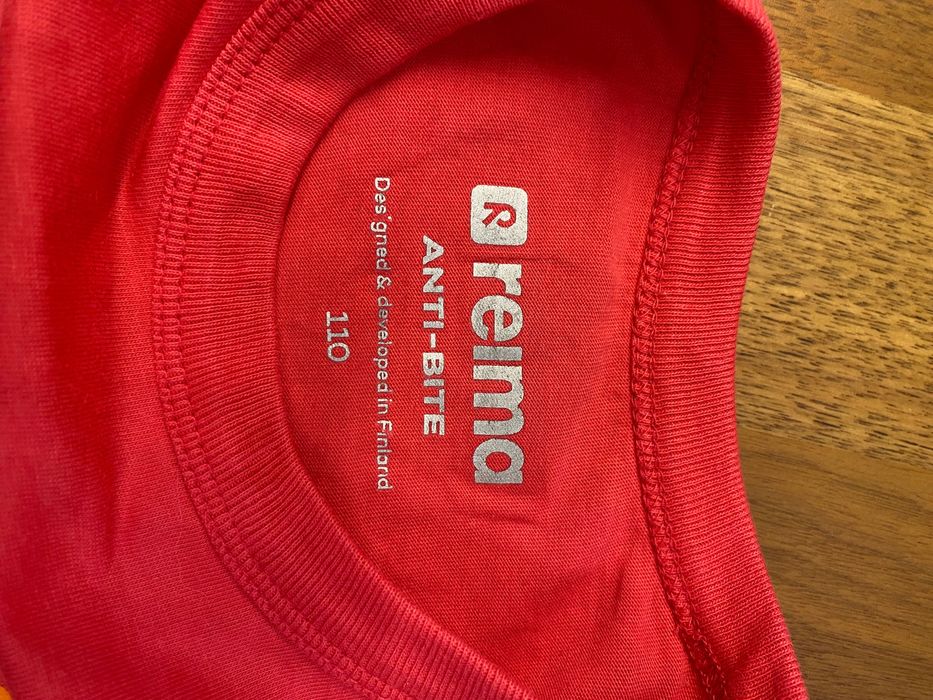 reima
ANTI-BITE
Designed & developed in Finland
110